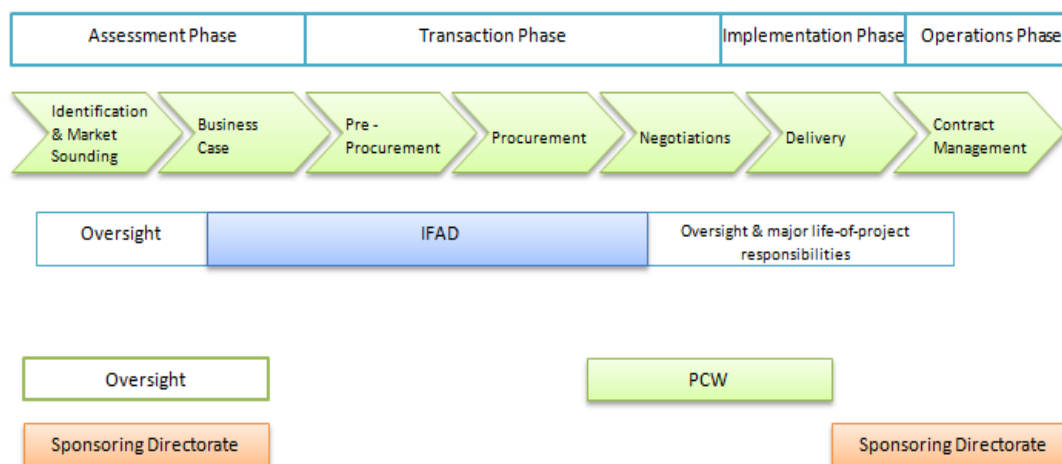 Assessment Phase
Transaction Phase
Implementation Phase
Operations Phase
Identification
& Market
Sounding
Business
Case
Pre -
Procurement
Procurement
Negotiations
Delivery
Contract
Management
Oversight
IFAD
Oversight & major life-of-project
responsibilities
Oversight
PCW
Sponsoring Directorate
Sponsoring Directorate